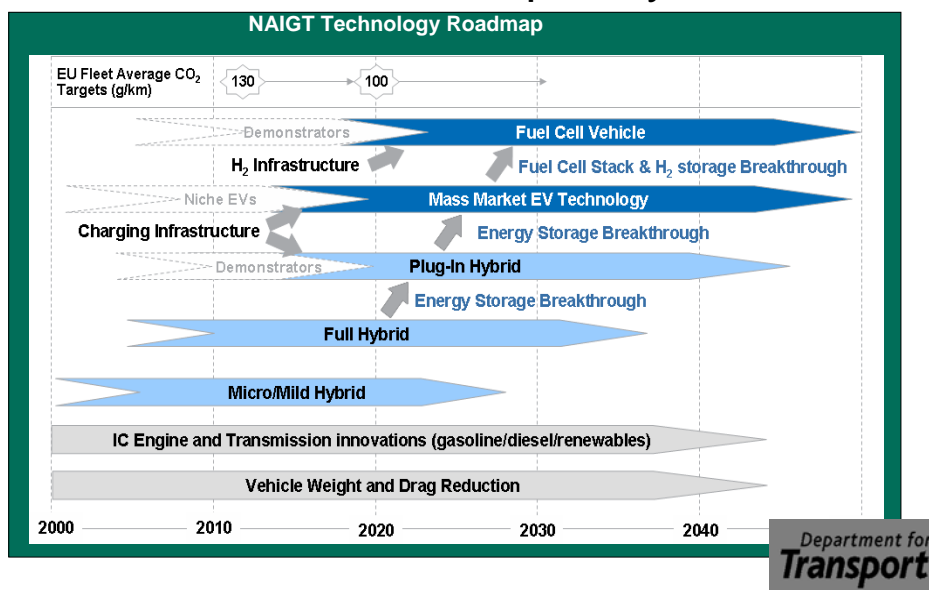 NAIGT Technology Roadmap
EU Fleet Average CO₂
Targets (g/km)
130
100
Demonstrators
Fuel Cell Vehicle
H₂ Infrastructure
Fuel Cell Stack & H₂ storage Breakthrough
Niche EVs
Mass Market EV Technology
Charging Infrastructure
Energy Storage Breakthrough
Demonstrators
Plug-In Hybrid
Energy Storage Breakthrough
Full Hybrid
Micro/Mild Hybrid
IC Engine and Transmission innovations (gasoline/diesel/renewables)
Vehicle Weight and Drag Reduction
2000 2010 2020 2030 2040
Department for
Transport